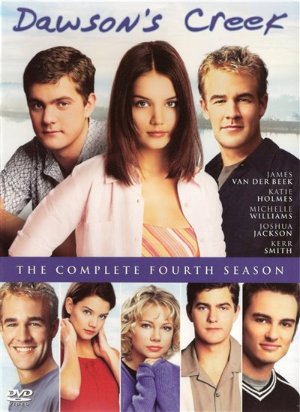 Dawson's Creek
JAMES
VAN DER BEEK
KATIE
HOLMES
MICHELLE
WILLIAMS
JOSHUA
JACKSON
KERR
SMITH
THE COMPLETE FOURTH SEASON
DVD
VIDEO